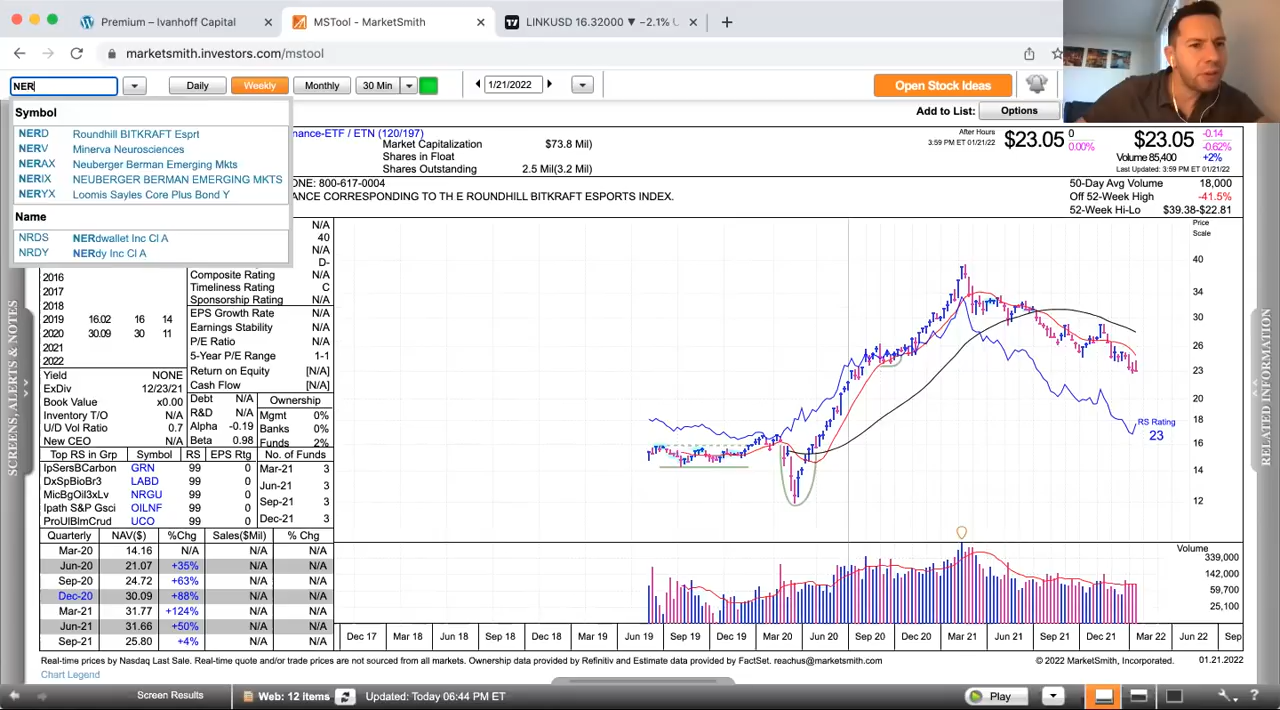 Premium – Ivanhoff Capital
MSTool - MarketSmith
LINKUSD 16.32000 ▼ −2.1%
marketsmith.investors.com/mstool
NER
Daily
Weekly
Monthly
30 Min
1/21/2022
Open Stock Ideas
Symbol
NERD Roundhill BITKRAFT Esprt
NERV Minerva Neurosciences
NERAX Neuberger Berman Emerging Mkts
NERIX NEUBERGER BERMAN EMERGING MKTS
NERYX Loomis Sayles Core Plus Bond Y
Name
NRDS NERdwallet Inc Cl A
NRDY NERdy Inc Cl A
Add to List: Options
inance-ETF / ETN (120/197)
Market Capitalization $73.8 Mil)
Shares in Float
Shares Outstanding 2.5 Mil(3.2 Mil)
After Hours
3:59 PM ET 01/21/22
$23.05 0
0.00%
$23.05 -0.14
-0.62%
Volume 85,400 +2%
Last Updated: 3:59 PM ET 01/21/22
ONE: 800-617-0004
ANCE CORRESPONDING TO TH E ROUNDHILL BITKRAFT ESPORTS INDEX.
50-Day Avg Volume 18,000
Off 52-Week High -41.5%
52-Week Hi-Lo $39.38-$22.81
N/A
40
N/A
D-
Composite Rating N/A
Timeliness Rating C
Sponsorship Rating N/A
EPS Growth Rate N/A
Earnings Stability N/A
P/E Ratio N/A
5-Year P/E Range 1-1
Return on Equity [N/A]
Cash Flow [N/A]
2016
2017
2018
2019 16.02 16 14
2020 30.09 30 11
2021
2022
Yield NONE
ExDiv 12/23/21
Book Value x0.00
Inventory T/O N/A
U/D Vol Ratio 0.7
New CEO N/A
Debt N/A
R&D N/A
Alpha -0.19
Beta 0.98
Ownership
Mgmt 0%
Banks 0%
Funds 2%
Top RS in Grp Symbol RS EPS Rtg
IpSersBCarbon GRN 99 0
DxSpBioBr3 LABD 99 0
MicBgOil3xLv NRGU 99 0
Ipath S&P Gsci OILNF 99 0
ProUlBlmCrud UCO 99 0
No. of Funds
Mar-21 3
Jun-21 3
Sep-21 3
Dec-21 3
Quarterly NAV($) %Chg Sales($Mil) % Chg
Mar-20 14.16 N/A N/A N/A
Jun-20 21.07 +35% N/A N/A
Sep-20 24.72 +63% N/A N/A
Dec-20 30.09 +88% N/A N/A
Mar-21 31.77 +124% N/A N/A
Jun-21 31.66 +50% N/A N/A
Sep-21 25.80 +4% N/A N/A
Price
Scale
40
30
26
23
20
18
16
14
12
RS Rating
23
Volume
339,000
142,000
59,700
25,100
Dec 17 Mar 18 Jun 18 Sep 18 Dec 18 Mar 19 Jun 19 Sep 19 Dec 19 Mar 20 Jun 20 Sep 20 Dec 20 Mar 21 Jun 21 Sep 21 Dec 21 Mar 22 Jun 22 Sep
SCREENS, ALERTS & NOTES
RELATED INFORMATION
Real-time prices by Nasdaq Last Sale. Real-time quote and/or trade prices are not sourced from all markets. Ownership data provided by Refinitiv and Estimate data provided by FactSet. reachus@marketsmith.com
© 2022 MarketSmith, Incorporated. 01.21.2022
Chart Legend
Screen Results
Web: 12 items
Updated: Today 06:44 PM ET
Play
?